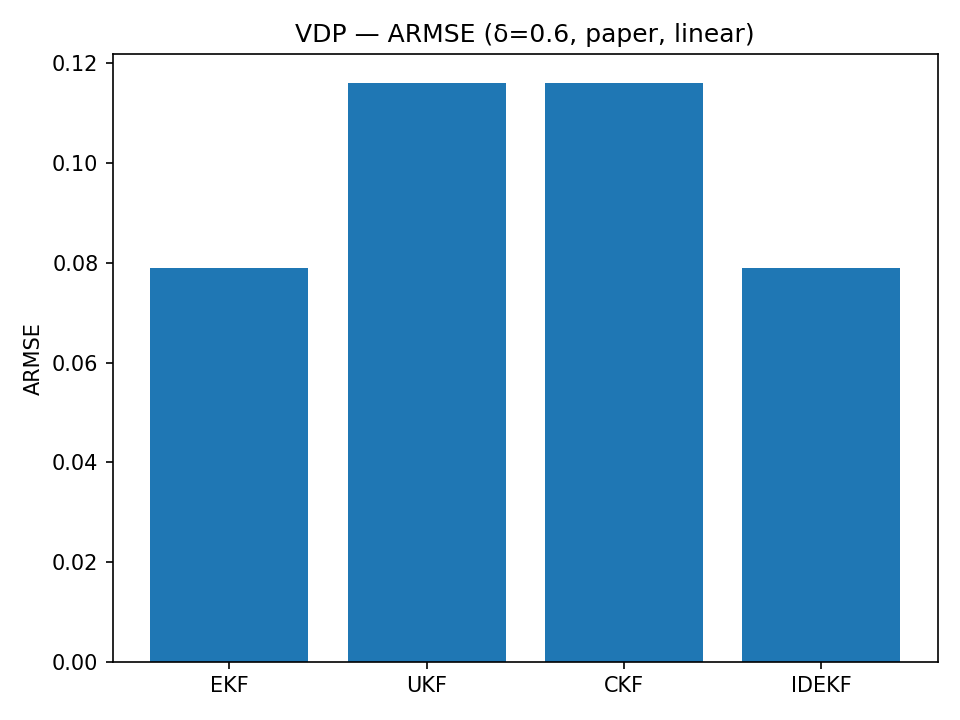 VDP — ARMSE (δ=0.6, paper, linear)
0.12
0.10
0.08
0.06
0.04
0.02
0.00
ARMSE
EKF UKF CKF IDEKF